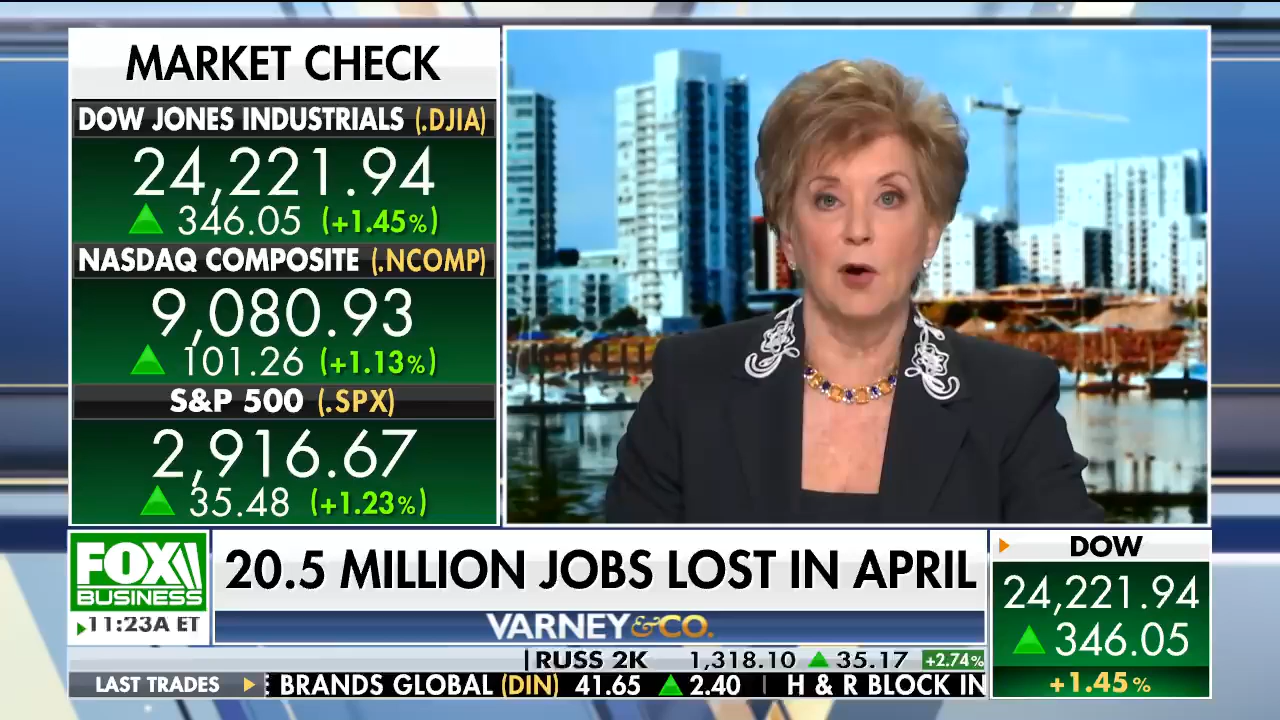 MARKET CHECK
DOW JONES INDUSTRIALS (.DJIA)
24,221.94
346.05 (+1.45%)
NASDAQ COMPOSITE (.NCOMP)
9,080.93
101.26 (+1.13%)
S&P 500 (.SPX)
2,916.67
35.48 (+1.23%)
FOX
BUSINESS
11:23A ET
20.5 MILLION JOBS LOST IN APRIL
VARNEY & CO.
DOW
24,221.94
346.05
+1.45%
RUSS 2K 1,318.10 35.17 +2.74%
LAST TRADES BRANDS GLOBAL (DIN) 41.65 2.40 H & R BLOCK IN